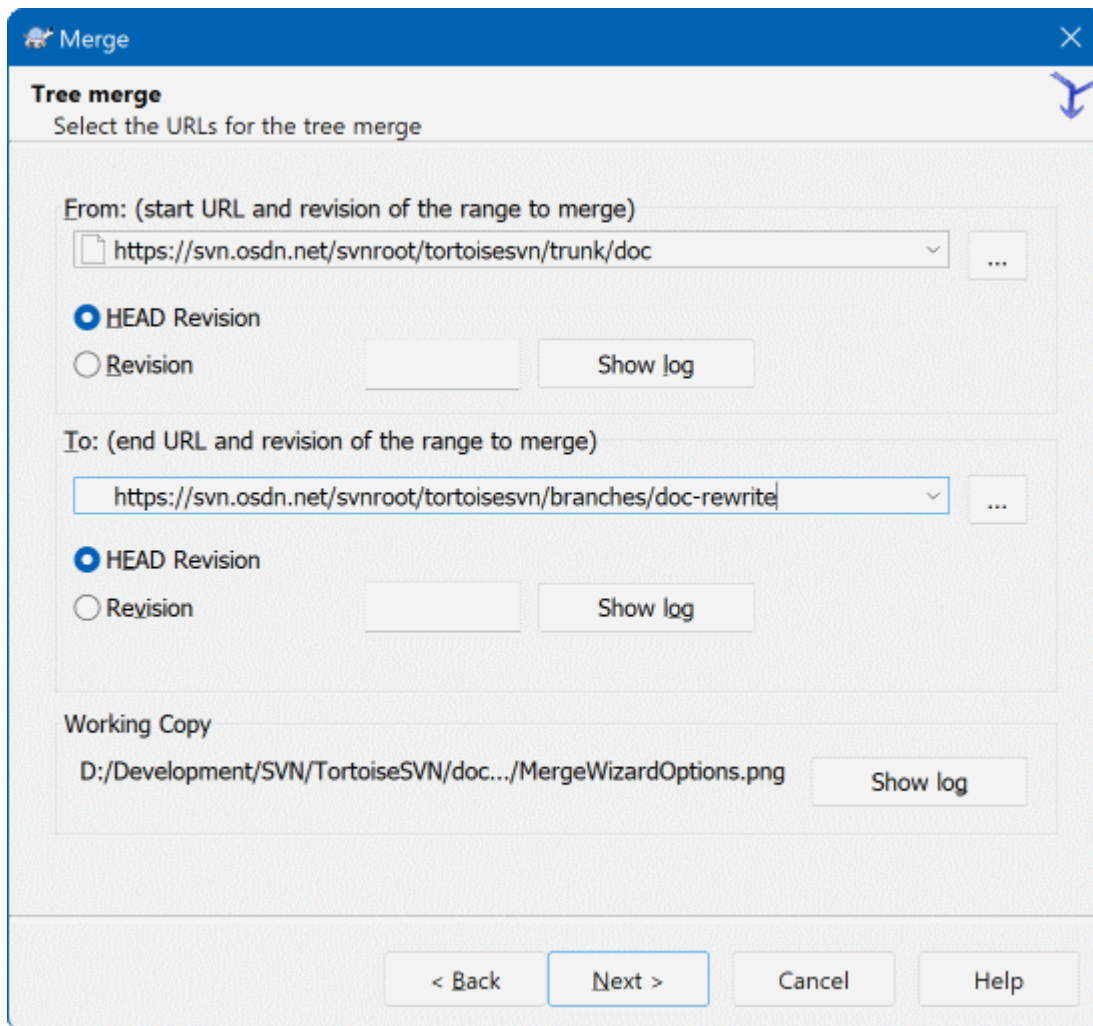 Merge
Tree merge
Select the URLs for the tree merge
From: (start URL and revision of the range to merge)
https://svn.osdn.net/svnroot/tortoisesvn/trunk/doc
...
HEAD Revision
Revision
Show log
To: (end URL and revision of the range to merge)
https://svn.osdn.net/svnroot/tortoisesvn/branches/doc-rewrite
...
HEAD Revision
Revision
Show log
Working Copy
D:/Development/SVN/TortoiseSVN/doc.../MergeWizardOptions.png
Show log
< Back
Next >
Cancel
Help